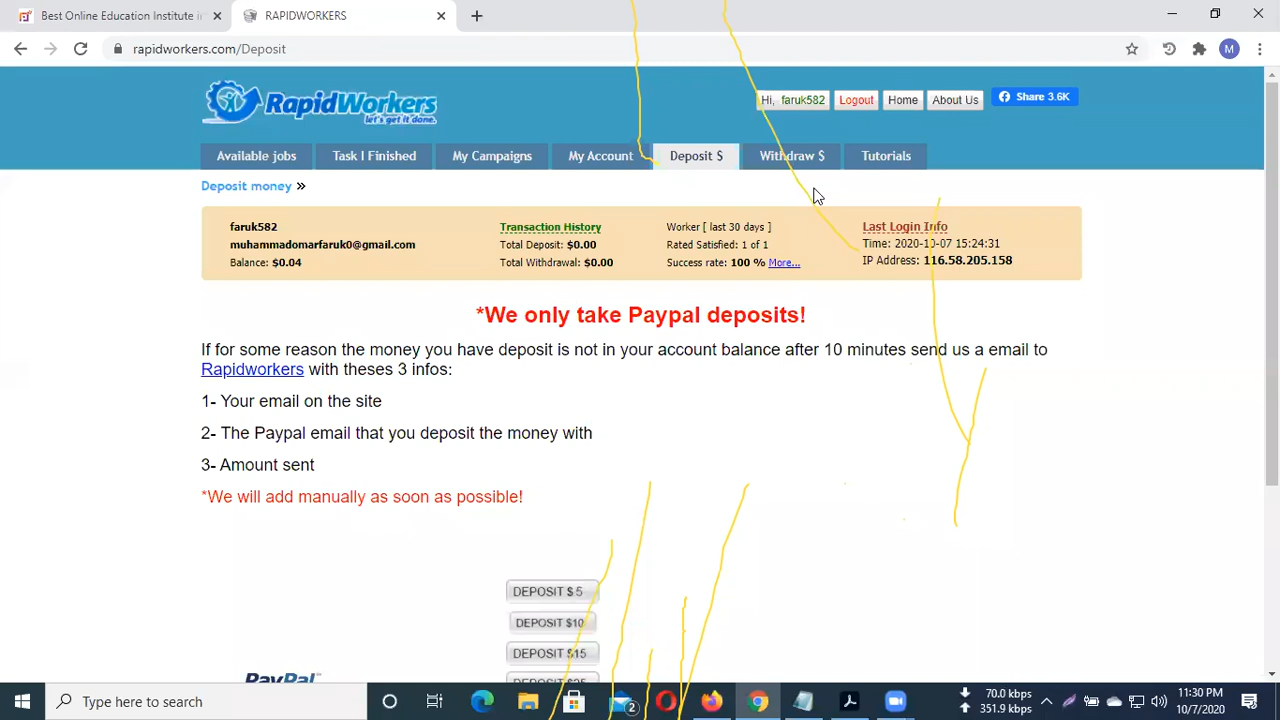 Best Online Education Institute i
RAPIDWORKERS
rapidworkers.com/Deposit
M
RapidWorkers
let's get it done.
Hi, faruk582
Logout
Home
About Us
Share 3.6K
Available jobs
Task I Finished
My Campaigns
My Account
Deposit $
Withdraw $
Tutorials
Deposit money »
faruk582
muhammadomarfaruk0@gmail.com
Balance: $0.04
Transaction History
Total Deposit: $0.00
Total Withdrawal: $0.00
Worker [ last 30 days ]
Rated Satisfied: 1 of 1
Success rate: 100 % More...
Last Login Info
Time: 2020-10-07 15:24:31
IP Address: 116.58.205.158
*We only take Paypal deposits!
If for some reason the money you have deposit is not in your account balance after 10 minutes send us a email to
Rapidworkers with theses 3 infos:
1- Your email on the site
2- The Paypal email that you deposit the money with
3- Amount sent
*We will add manually as soon as possible!
DEPOSIT $ 5
DEPOSIT $10
DEPOSIT $15
DEPOSIT $25
PayPal
Type here to search
2
70.0 kbps
351.9 kbps
11:30 PM
10/7/2020